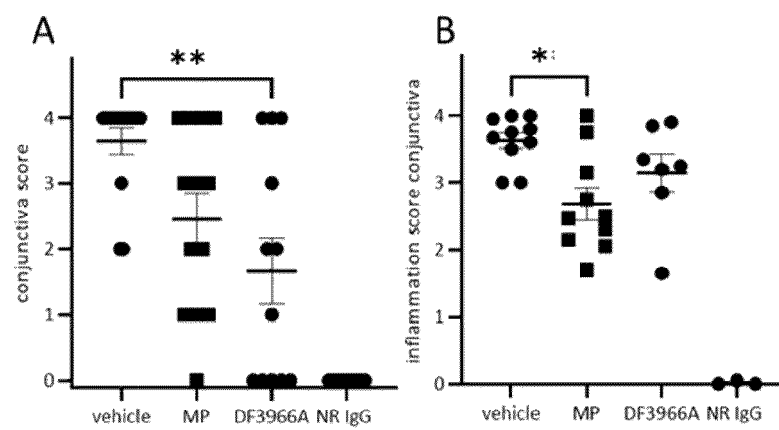 A
**
conjunctiva score
4
3
2
1
0
vehicle MP DF3966A NR IgG
B
*
inflammation score conjunctiva
4
3
2
1
0
vehicle MP DF3966A NR IgG